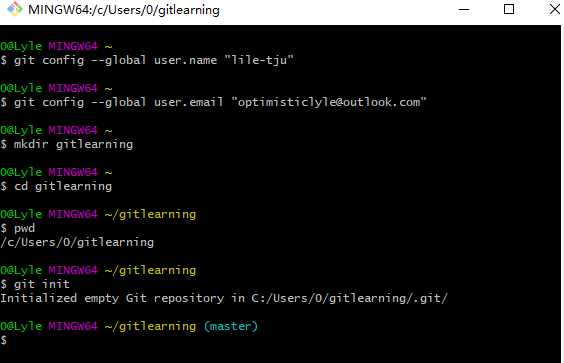 MINGW64:/c/Users/0/gitlearning
0@Lyle MINGW64 ~
$ git config --global user.name "lile-tju"
0@Lyle MINGW64 ~
$ git config --global user.email "optimisticlyle@outlook.com"
0@Lyle MINGW64 ~
$ mkdir gitlearning
0@Lyle MINGW64 ~
$ cd gitlearning
0@Lyle MINGW64 ~/gitlearning
$ pwd
/c/Users/0/gitlearning
0@Lyle MINGW64 ~/gitlearning
$ git init
Initialized empty Git repository in C:/Users/0/gitlearning/.git/
0@Lyle MINGW64 ~/gitlearning (master)
$